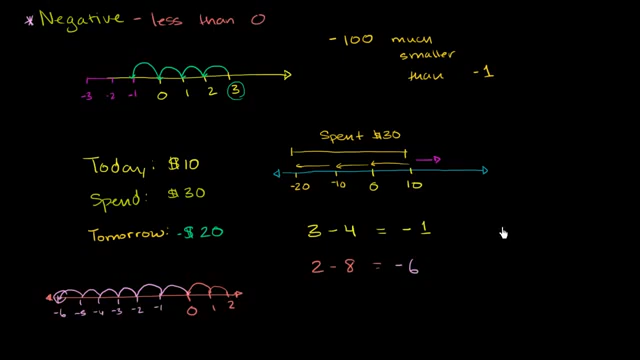 * Negative - less than 0
-100 much
smaller
than -1
-3 -2 -1 0 1 2 3
Spent $30
Today: $10
-20 -10 0 10
Spend: $30
Tomorrow: -$20
3 - 4 = -1
2 - 8 = -6
-6 -5 -4 -3 -2 -1 0 1 2